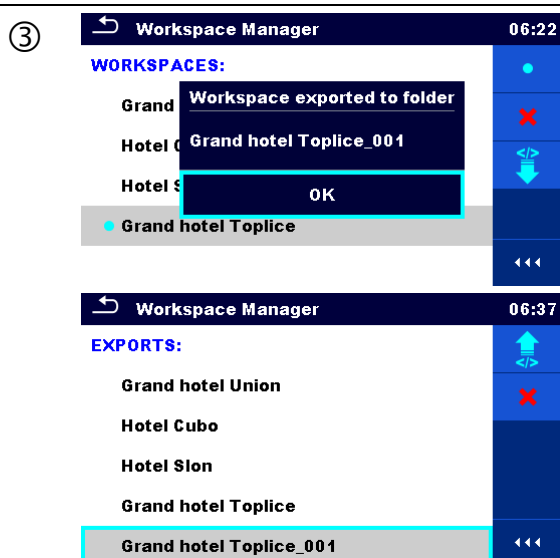 ③
Workspace Manager 06:22
WORKSPACES:
Grand
Workspace exported to folder
Hotel
Grand hotel Toplice_001
Hotel
OK
Grand hotel Toplice
Workspace Manager 06:37
EXPORTS:
Grand hotel Union
Hotel Cubo
Hotel Slon
Grand hotel Toplice
Grand hotel Toplice_001